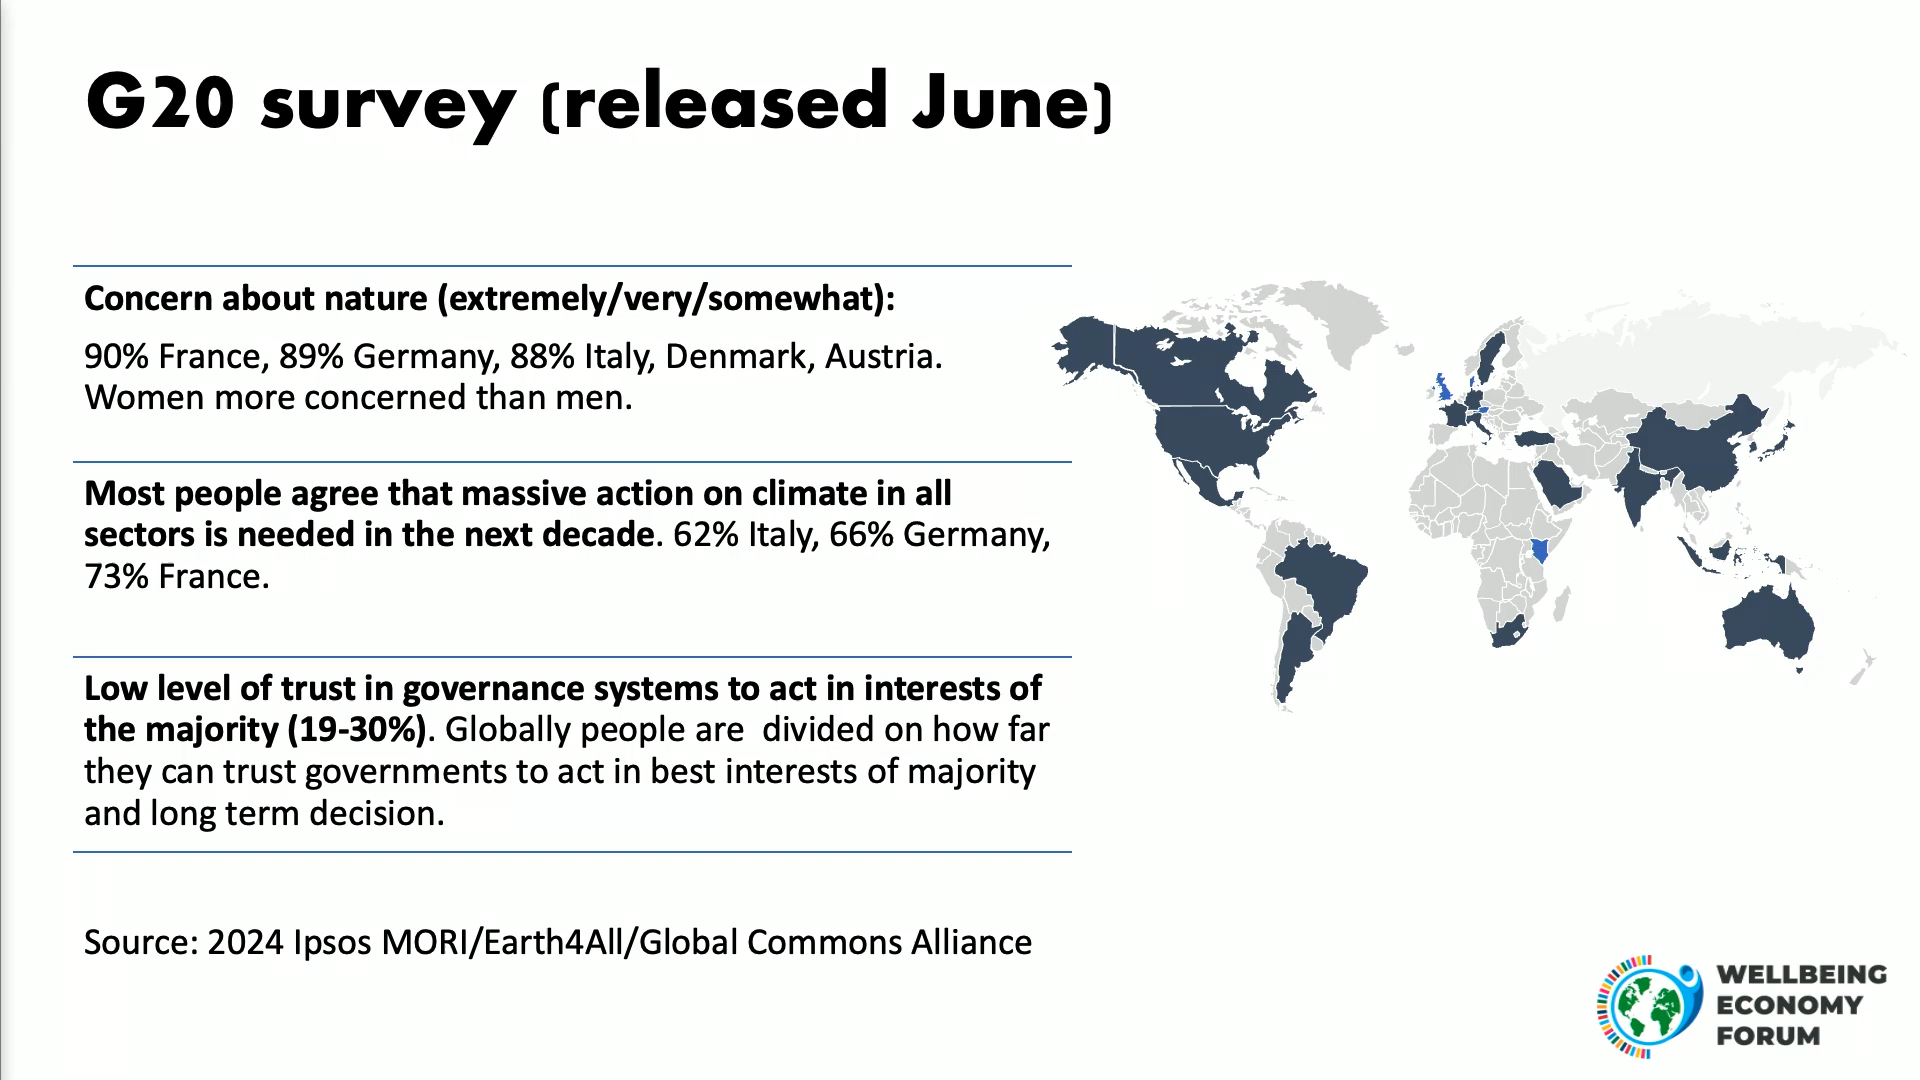 G20 survey (released June)
Concern about nature (extremely/very/somewhat):
90% France, 89% Germany, 88% Italy, Denmark, Austria.
Women more concerned than men.
Most people agree that massive action on climate in all
sectors is needed in the next decade. 62% Italy, 66% Germany,
73% France.
Low level of trust in governance systems to act in interests of
the majority (19-30%). Globally people are  divided on how far
they can trust governments to act in best interests of majority
and long term decision.
Source: 2024 Ipsos MORI/Earth4All/Global Commons Alliance
WELLBEING
ECONOMY
FORUM